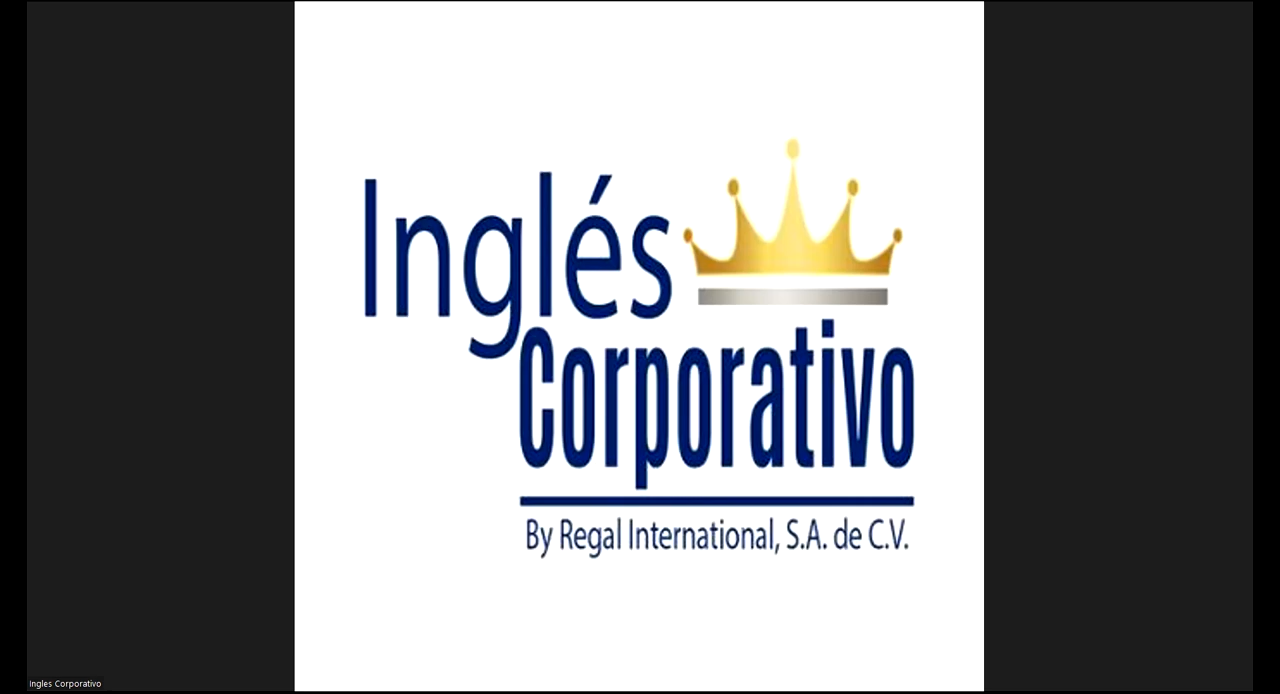 Inglés
Corporativo
By Regal International, S.A. de C.V.
Ingles Corporativo